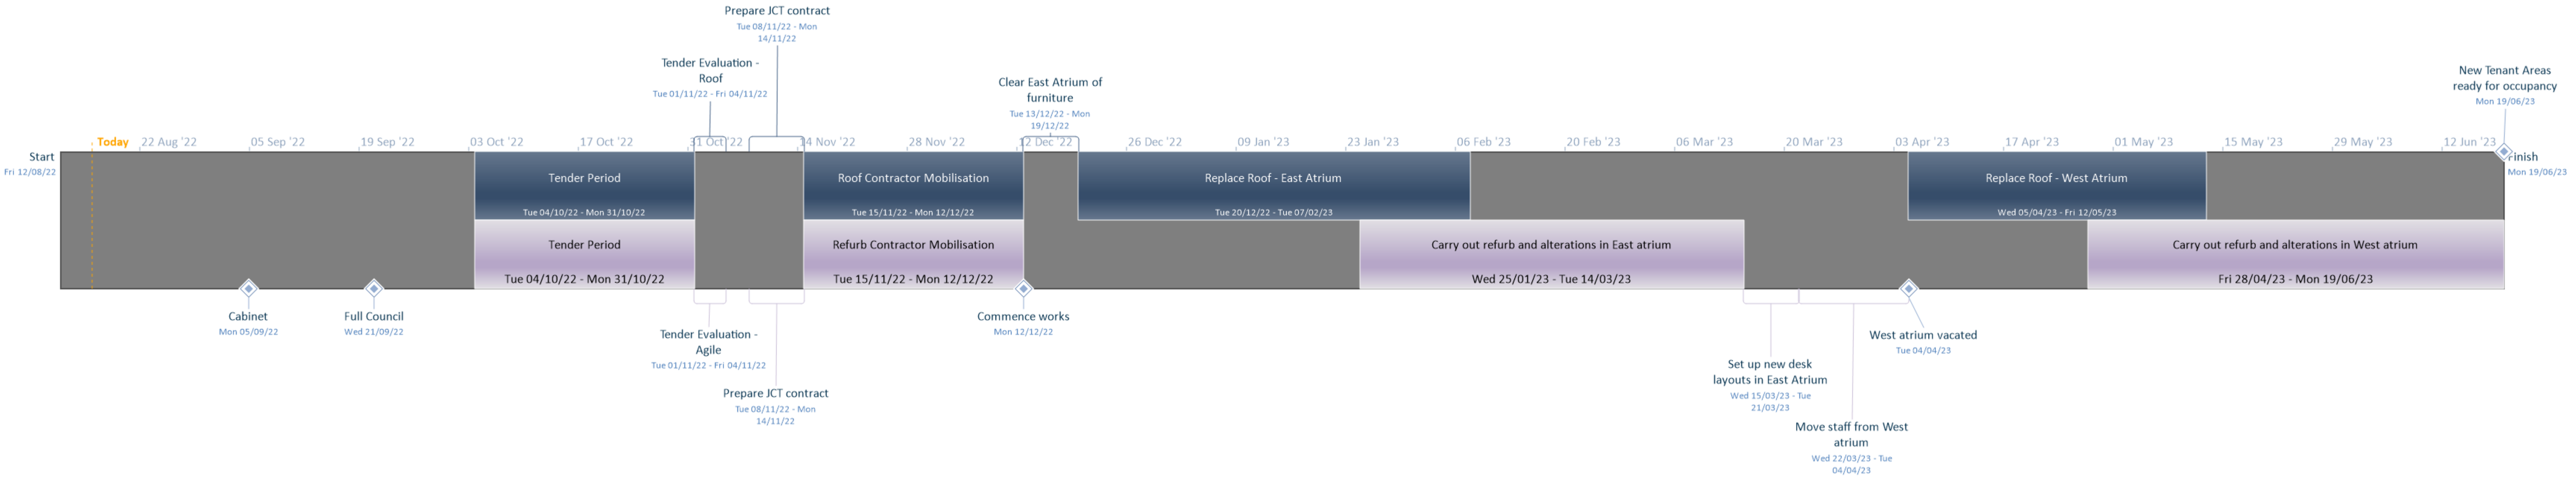 Prepare JCT contract
Tue 08/11/22 - Mon
14/11/22
Tender Evaluation -
Roof
Tue 01/11/22 - Fri 04/11/22
Clear East Atrium of
furniture
Tue 13/12/22 - Mon
19/12/22
New Tenant Areas
ready for occupancy
Mon 19/06/23
Today
22 Aug '22
05 Sep '22
19 Sep '22
03 Oct '22
17 Oct '22
31 Oct '22
14 Nov '22
28 Nov '22
12 Dec '22
26 Dec '22
09 Jan '23
23 Jan '23
06 Feb '23
20 Feb '23
06 Mar '23
20 Mar '23
03 Apr '23
17 Apr '23
01 May '23
15 May '23
29 May '23
12 Jun '23
Start
Fri 12/08/22
Finish
Mon 19/06/23
Tender Period
Tue 04/10/22 - Mon 31/10/22
Roof Contractor Mobilisation
Tue 15/11/22 - Mon 12/12/22
Replace Roof - East Atrium
Tue 20/12/22 - Tue 07/02/23
Replace Roof - West Atrium
Wed 05/04/23 - Fri 12/05/23
Tender Period
Tue 04/10/22 - Mon 31/10/22
Refurb Contractor Mobilisation
Tue 15/11/22 - Mon 12/12/22
Carry out refurb and alterations in East atrium
Wed 25/01/23 - Tue 14/03/23
Carry out refurb and alterations in West atrium
Fri 28/04/23 - Mon 19/06/23
Cabinet
Mon 05/09/22
Full Council
Wed 21/09/22
Tender Evaluation -
Agile
Tue 01/11/22 - Fri 04/11/22
Prepare JCT contract
Tue 08/11/22 - Mon
14/11/22
Commence works
Mon 12/12/22
Set up new desk
layouts in East Atrium
Wed 15/03/23 - Tue
21/03/23
Move staff from West
atrium
Wed 22/03/23 - Tue
04/04/23
West atrium vacated
Tue 04/04/23